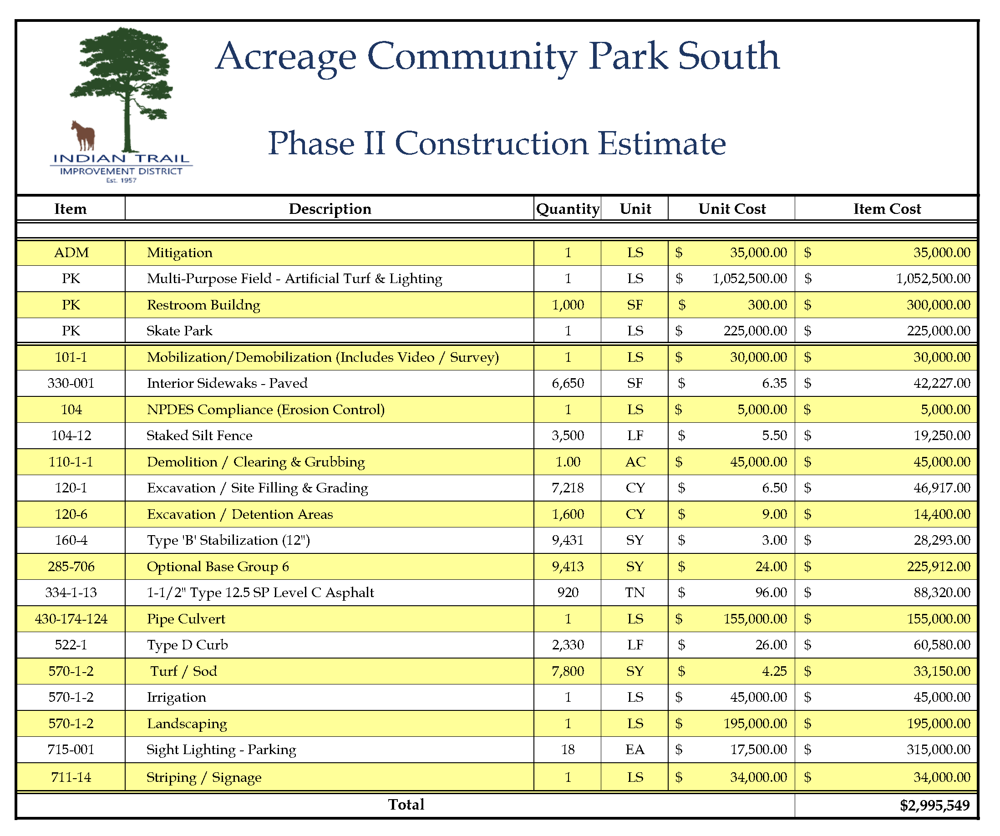 Acreage Community Park South
Phase II Construction Estimate
INDIAN TRAIL
IMPROVEMENT DISTRICT
Est. 1957
Item Description Quantity Unit Unit Cost Item Cost
ADM Mitigation 1 LS $ 35,000.00 $ 35,000.00
PK Multi-Purpose Field - Artificial Turf & Lighting 1 LS $ 1,052,500.00 $ 1,052,500.00
PK Restroom Buildng 1,000 SF $ 300.00 $ 300,000.00
PK Skate Park 1 LS $ 225,000.00 $ 225,000.00
101-1 Mobilization/Demobilization (Includes Video / Survey) 1 LS $ 30,000.00 $ 30,000.00
330-001 Interior Sidewaks - Paved 6,650 SF $ 6.35 $ 42,227.00
104 NPDES Compliance (Erosion Control) 1 LS $ 5,000.00 $ 5,000.00
104-12 Staked Silt Fence 3,500 LF $ 5.50 $ 19,250.00
110-1-1 Demolition / Clearing & Grubbing 1.00 AC $ 45,000.00 $ 45,000.00
120-1 Excavation / Site Filling & Grading 7,218 CY $ 6.50 $ 46,917.00
120-6 Excavation / Detention Areas 1,600 CY $ 9.00 $ 14,400.00
160-4 Type 'B' Stabilization (12") 9,431 SY $ 3.00 $ 28,293.00
285-706 Optional Base Group 6 9,413 SY $ 24.00 $ 225,912.00
334-1-13 1-1/2" Type 12.5 SP Level C Asphalt 920 TN $ 96.00 $ 88,320.00
430-174-124 Pipe Culvert 1 LS $ 155,000.00 $ 155,000.00
522-1 Type D Curb 2,330 LF $ 26.00 $ 60,580.00
570-1-2 Turf / Sod 7,800 SY $ 4.25 $ 33,150.00
570-1-2 Irrigation 1 LS $ 45,000.00 $ 45,000.00
570-1-2 Landscaping 1 LS $ 195,000.00 $ 195,000.00
715-001 Sight Lighting - Parking 18 EA $ 17,500.00 $ 315,000.00
711-14 Striping / Signage 1 LS $ 34,000.00 $ 34,000.00
Total $2,995,549